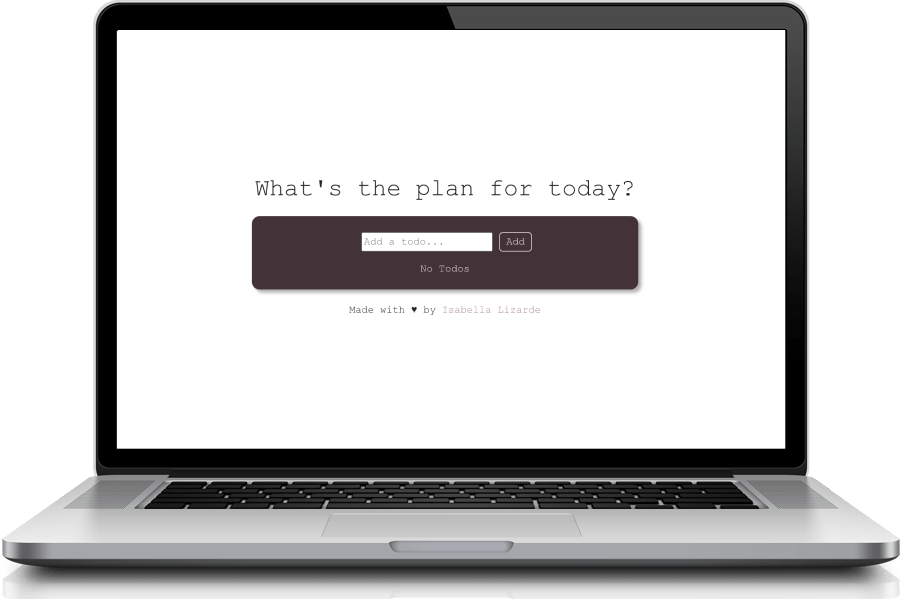 What's the plan for today?
Add a todo... Add
No Todos
Made with ♥ by Isabella Lizarde